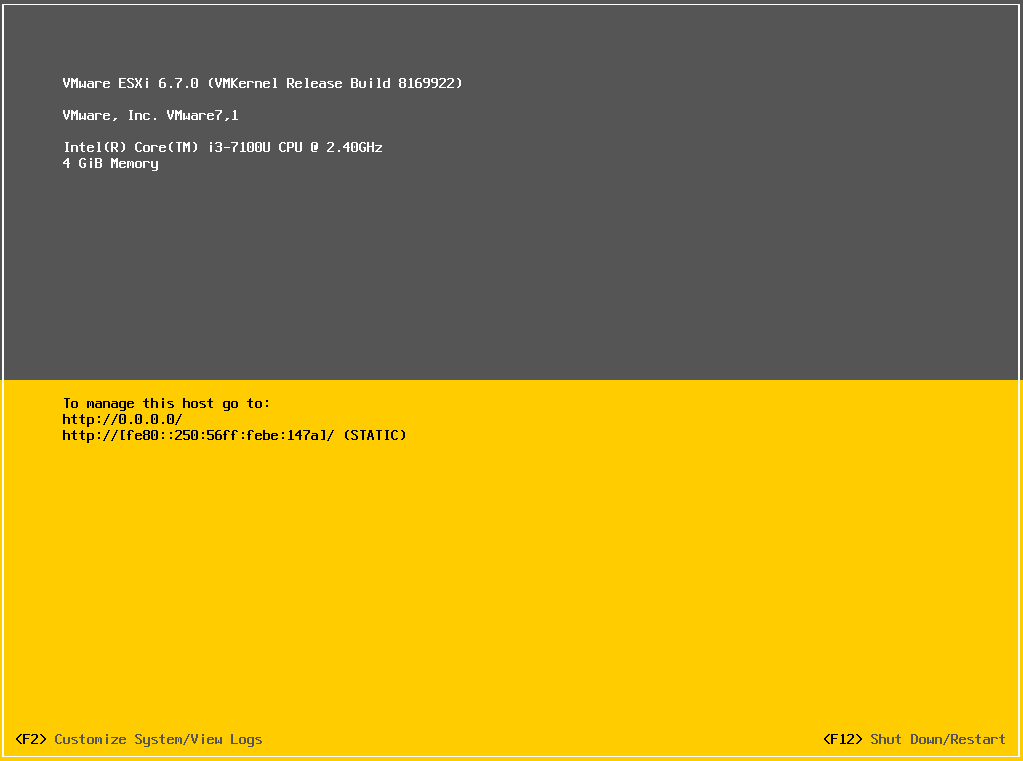 VMware ESXi 6.7.0 (VMKernel Release Build 8169922)
VMware, Inc. VMware7,1
Intel(R) Core(TM) i3-7100U CPU @ 2.40GHz
4 GiB Memory
To manage this host go to:
http://0.0.0.0/
http://[fe80::250:56ff:febe:147a]/ (STATIC)
<F2> Customize System/View Logs
<F12> Shut Down/Restart